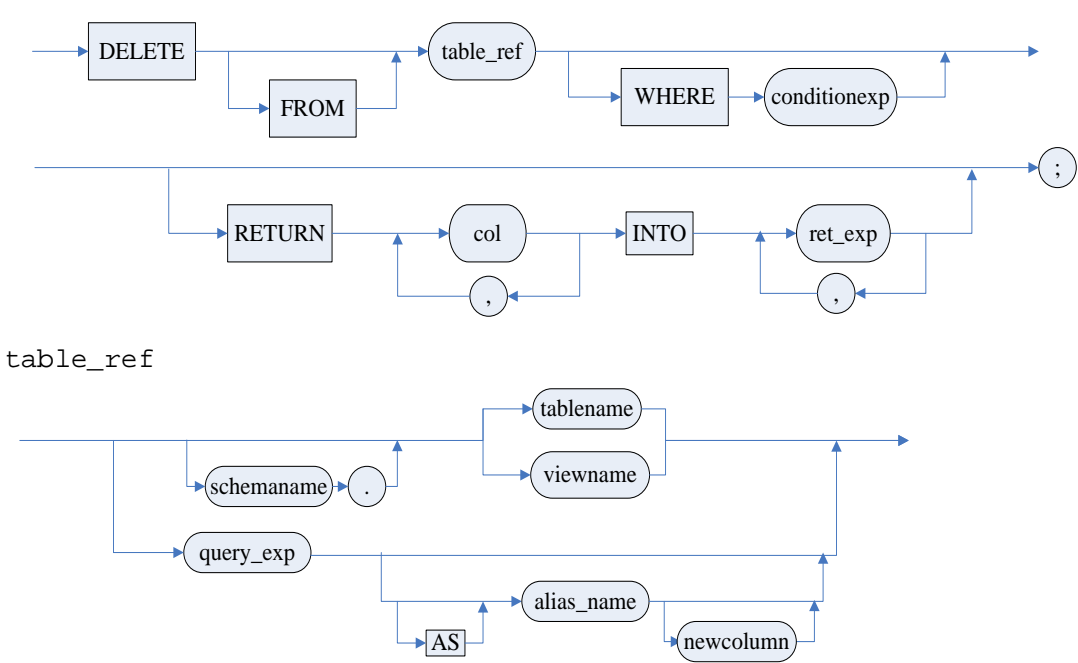 DELETE
table_ref
FROM
WHERE
conditionexp
;
RETURN
col
INTO
ret_exp
,
,
table_ref
tablename
schemaname
.
viewname
query_exp
AS
alias_name
newcolumn